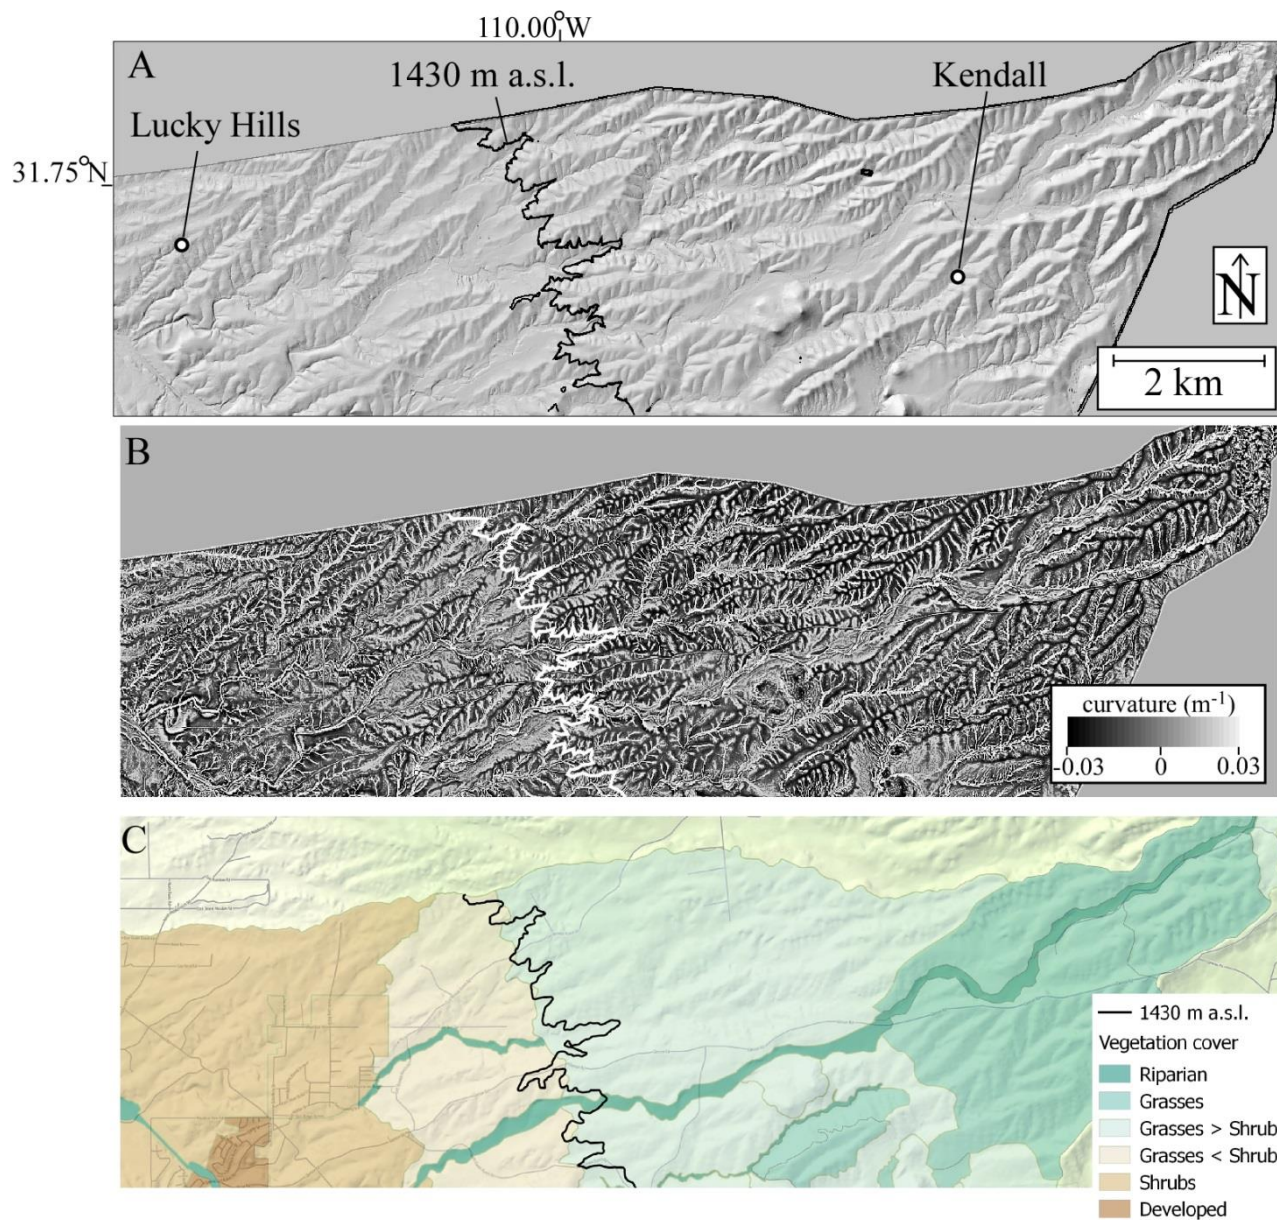 110.00°W
A
1430 m a.s.l.
Kendall
Lucky Hills
31.75°N
N
2 km
B
curvature (m-1)
-0.03 0 0.03
C
1430 m a.s.l.
Vegetation cover
Riparian
Grasses
Grasses > Shrub
Grasses < Shrub
Shrubs
Developed